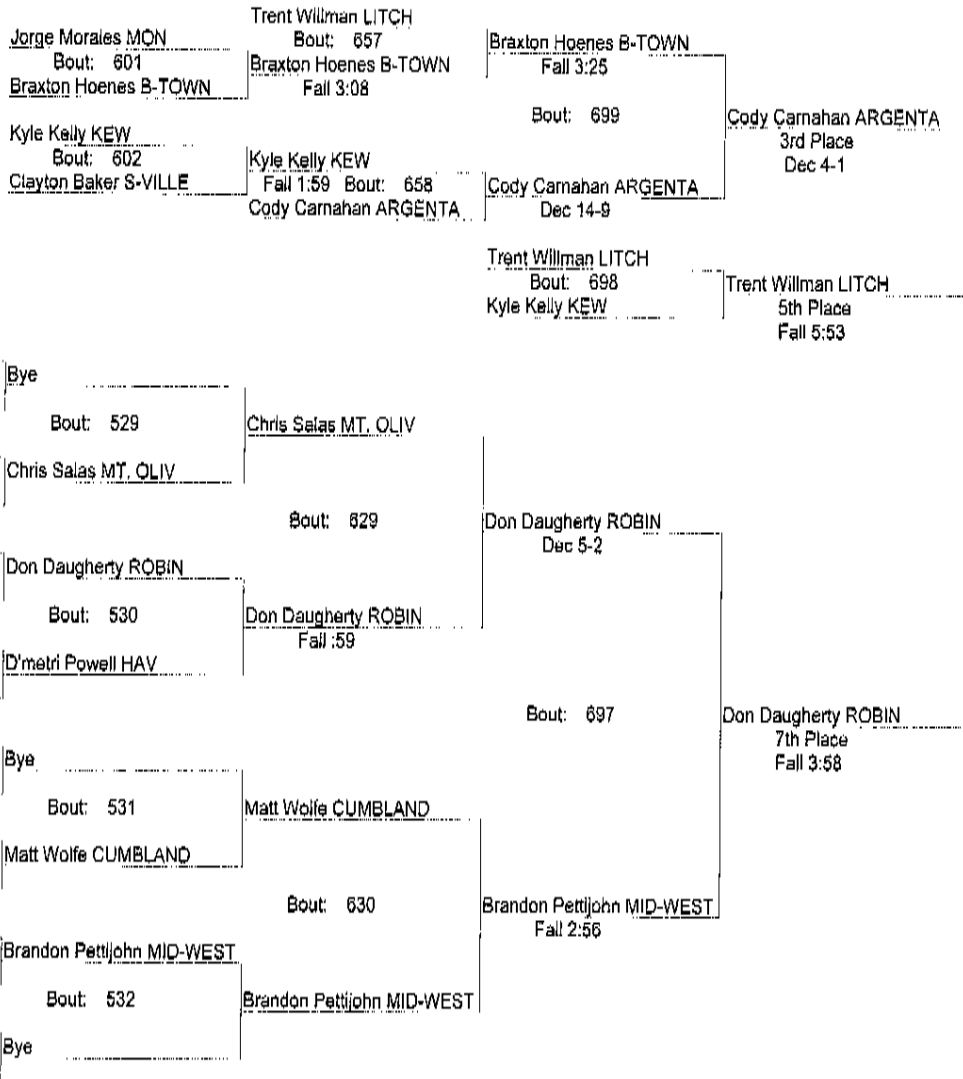 Trent Willman LITCH
Jorge Morales MON
Bout: 657
Braxton Hoenes B-TOWN
Bout: 601
Braxton Hoenes B-TOWN
Fall 3:25
Braxton Hoenes B-TOWN
Fall 3:08
Bout: 699
Cody Carnahan ARGENTA
Kyle Kelly KEW
3rd Place
Bout: 602
Kyle Kelly KEW
Dec 4-1
Clayton Baker S-VILLE
Fall 1:59 Bout: 658
Cody Carnahan ARGENTA
Cody Carnahan ARGENTA
Dec 14-9
Trent Willman LITCH
Bout: 698
Trent Willman LITCH
Kyle Kelly KEW
5th Place
Fall 5:53
Bye
Bout: 529
Chris Salas MT. OLIV
Chris Salas MT. OLIV
Bout: 629
Don Daugherty ROBIN
Dec 5-2
Don Daugherty ROBIN
Bout: 530
Don Daugherty ROBIN
Fall :59
D'metri Powell HAV
Bout: 697
Don Daugherty ROBIN
7th Place
Bye
Fall 3:58
Bout: 531
Matt Wolfe CUMBLAND
Matt Wolfe CUMBLAND
Bout: 630
Brandon Pettijohn MID-WEST
Fall 2:56
Brandon Pettijohn MID-WEST
Bout: 532
Brandon Pettijohn MID-WEST
Bye